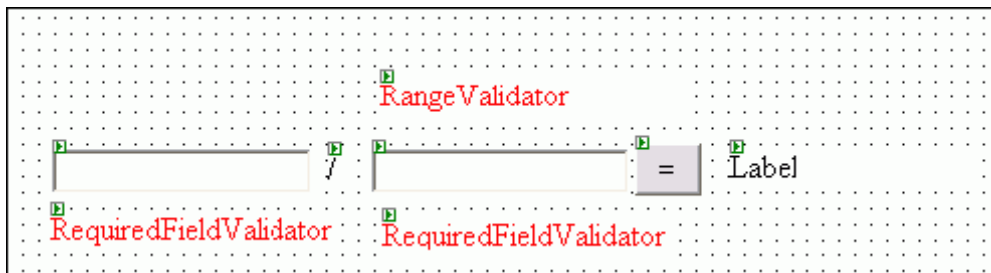 RangeValidator
/ = Label
RequiredFieldValidator RequiredFieldValidator